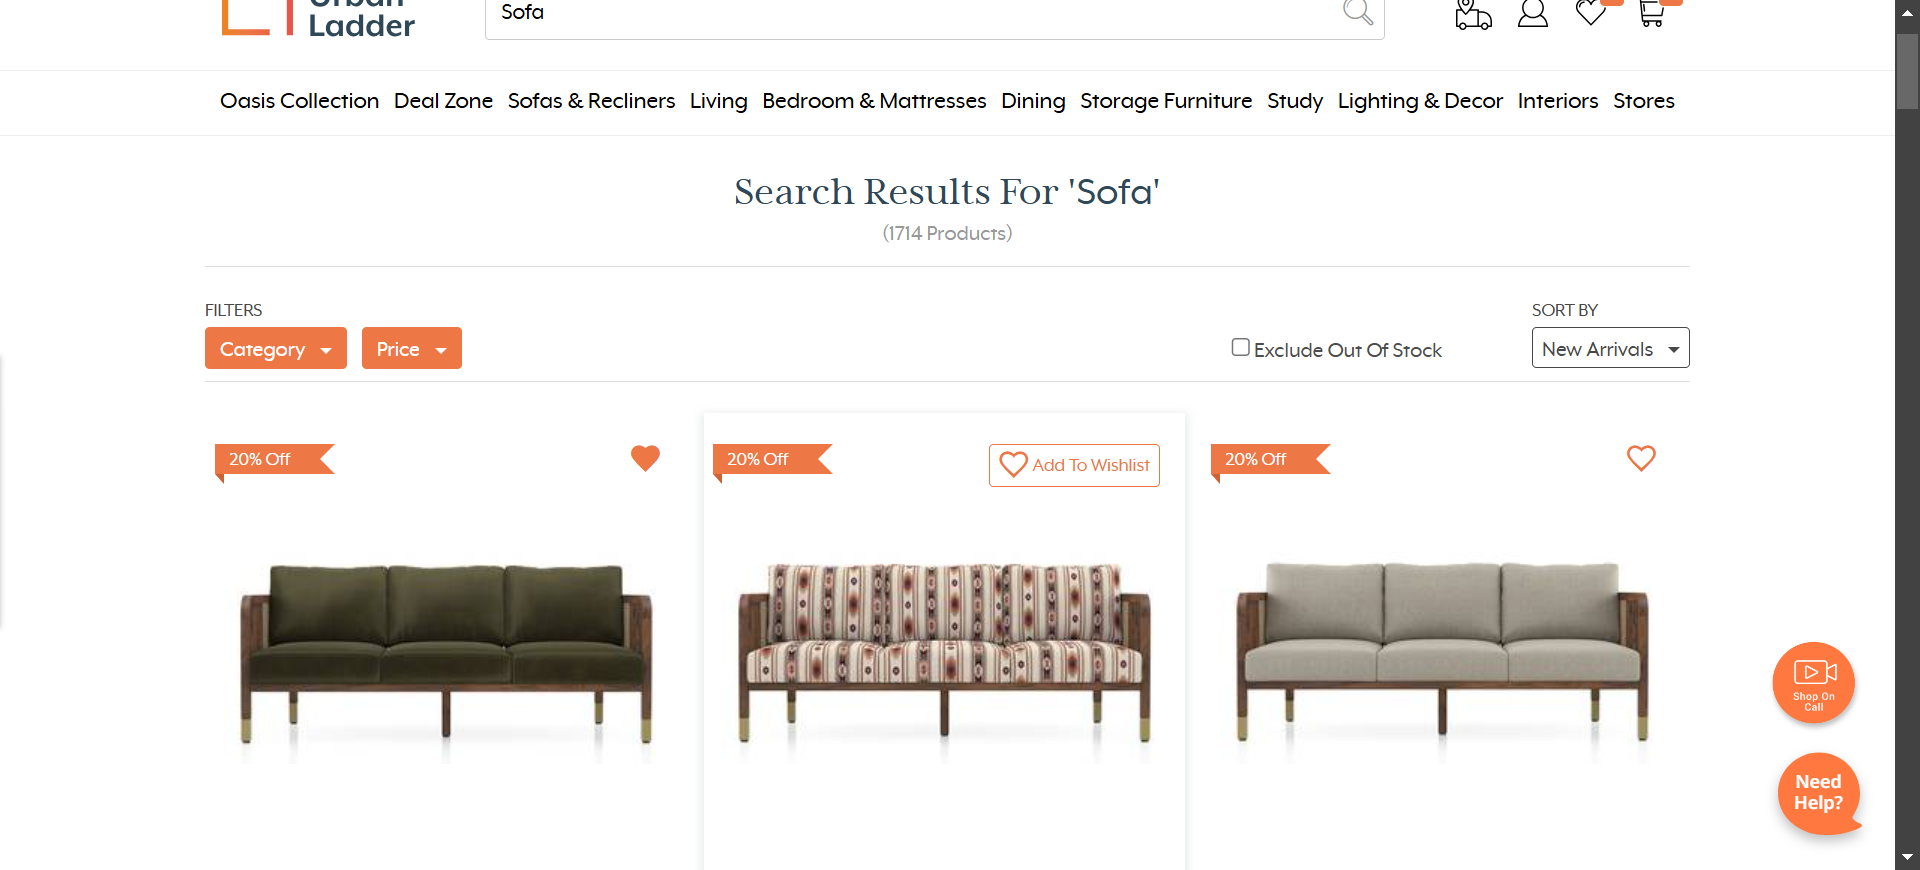 Urban
Ladder
Sofa
Oasis Collection Deal Zone Sofas & Recliners Living Bedroom & Mattresses Dining Storage Furniture Study Lighting & Decor Interiors Stores
Search Results For 'Sofa'
(1714 Products)
FILTERS
SORT BY
Category Price Exclude Out Of Stock New Arrivals
20% Off
20% Off Add To Wishlist
20% Off
Shop On
Call
Need
Help?